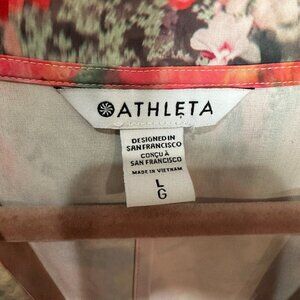 ATHLETA
DESIGNED IN
SAN FRANCISCO
CONÇU À
SAN FRANCISCO
MADE IN VIETNAM
L
G